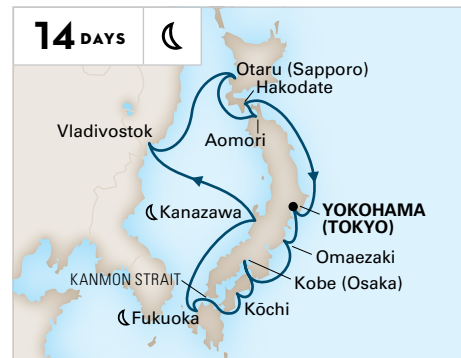 14 DAYS
Otaru (Sapporo)
Hakodate
Vladivostok
Aomori
Kanazawa
YOKOHAMA
(TOKYO)
Omaezaki
KANMON STRAIT
Kobe (Osaka)
Kōchi
Fukuoka